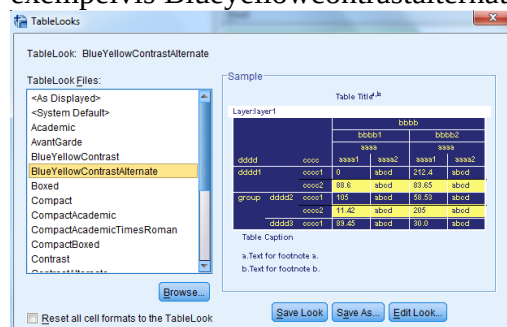 exempelvis Blueyellowcontrastalternat
TableLooks
TableLook: BlueYellowContrastAlternate
TableLook Files:
<As Displayed>
<System Default>
Academic
AvantGarde
BlueYellowContrast
BlueYellowContrastAlternate
Boxed
Compact
CompactAcademic
CompactAcademicTimesRoman
CompactBoxed
Contrast
ContrastAlternate
Browse...
Reset all cell formats to the TableLook
Sample
Table Title a,b
Layer:layer1
bbbb
bbbb1 bbbb2
aaaa aaaa
dddd cccc aaaa1 aaaa2 aaaa1 aaaa2
dddd1 cccc1 0 abcd 212.4 abcd
cccc2 88.6 abcd 83.65 abcd
group dddd2 cccc1 105 abcd 58.53 abcd
cccc2 11.42 abcd 205 abcd
dddd3 cccc1 89.45 abcd 30.0 abcd
Table Caption
a.Text for footnote a.
b.Text for footnote b.
Save Look Save As... Edit Look...